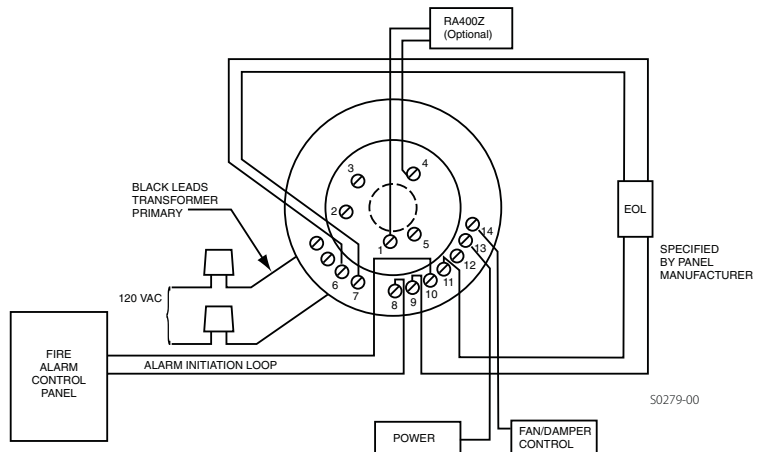 RA400Z
(Optional)
3
4
2
1
5
BLACK LEADS
TRANSFORMER
PRIMARY
EOL
SPECIFIED
BY PANEL
MANUFACTURER
14
13
12
11
10
9
8
7
6
120 VAC
FIRE
ALARM
CONTROL
PANEL
ALARM INITIATION LOOP
S0279-00
POWER
FAN/DAMPER
CONTROL